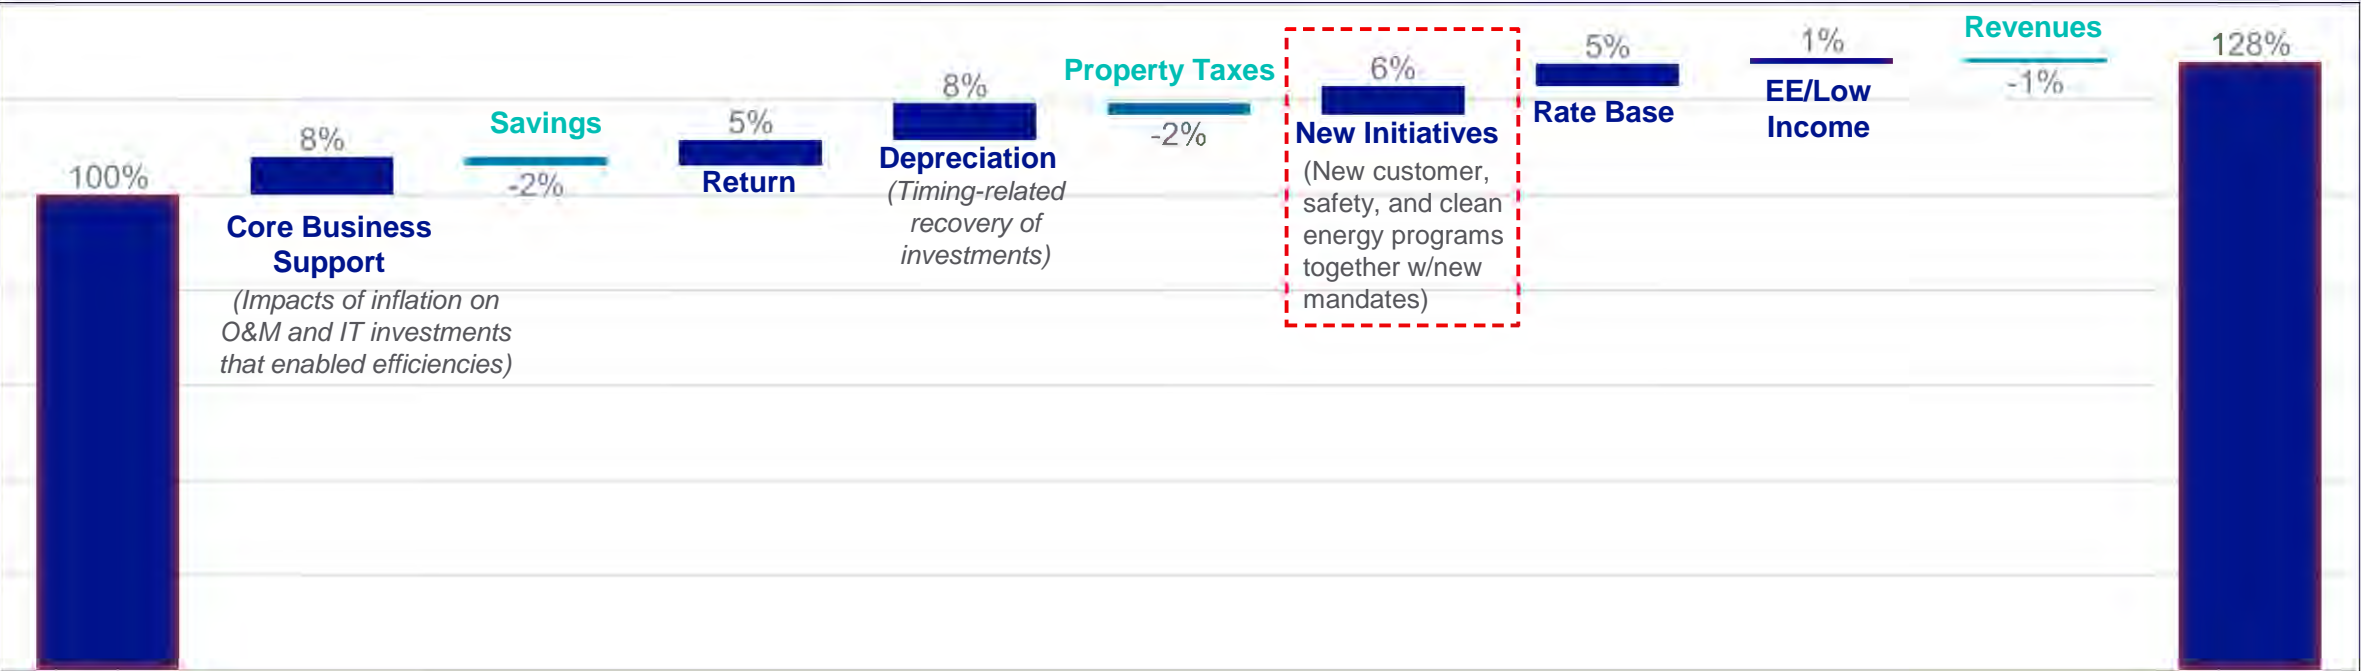 100%
8%
Core Business
Support
(Impacts of inflation on
O&M and IT investments
that enabled efficiencies)
Savings
-2%
5%
Return
8%
Depreciation
(Timing-related
recovery of
investments)
Property Taxes
-2%
6%
New Initiatives
(New customer,
safety, and clean
energy programs
together w/new
mandates)
5%
Rate Base
1%
EE/Low
Income
Revenues
-1%
128%